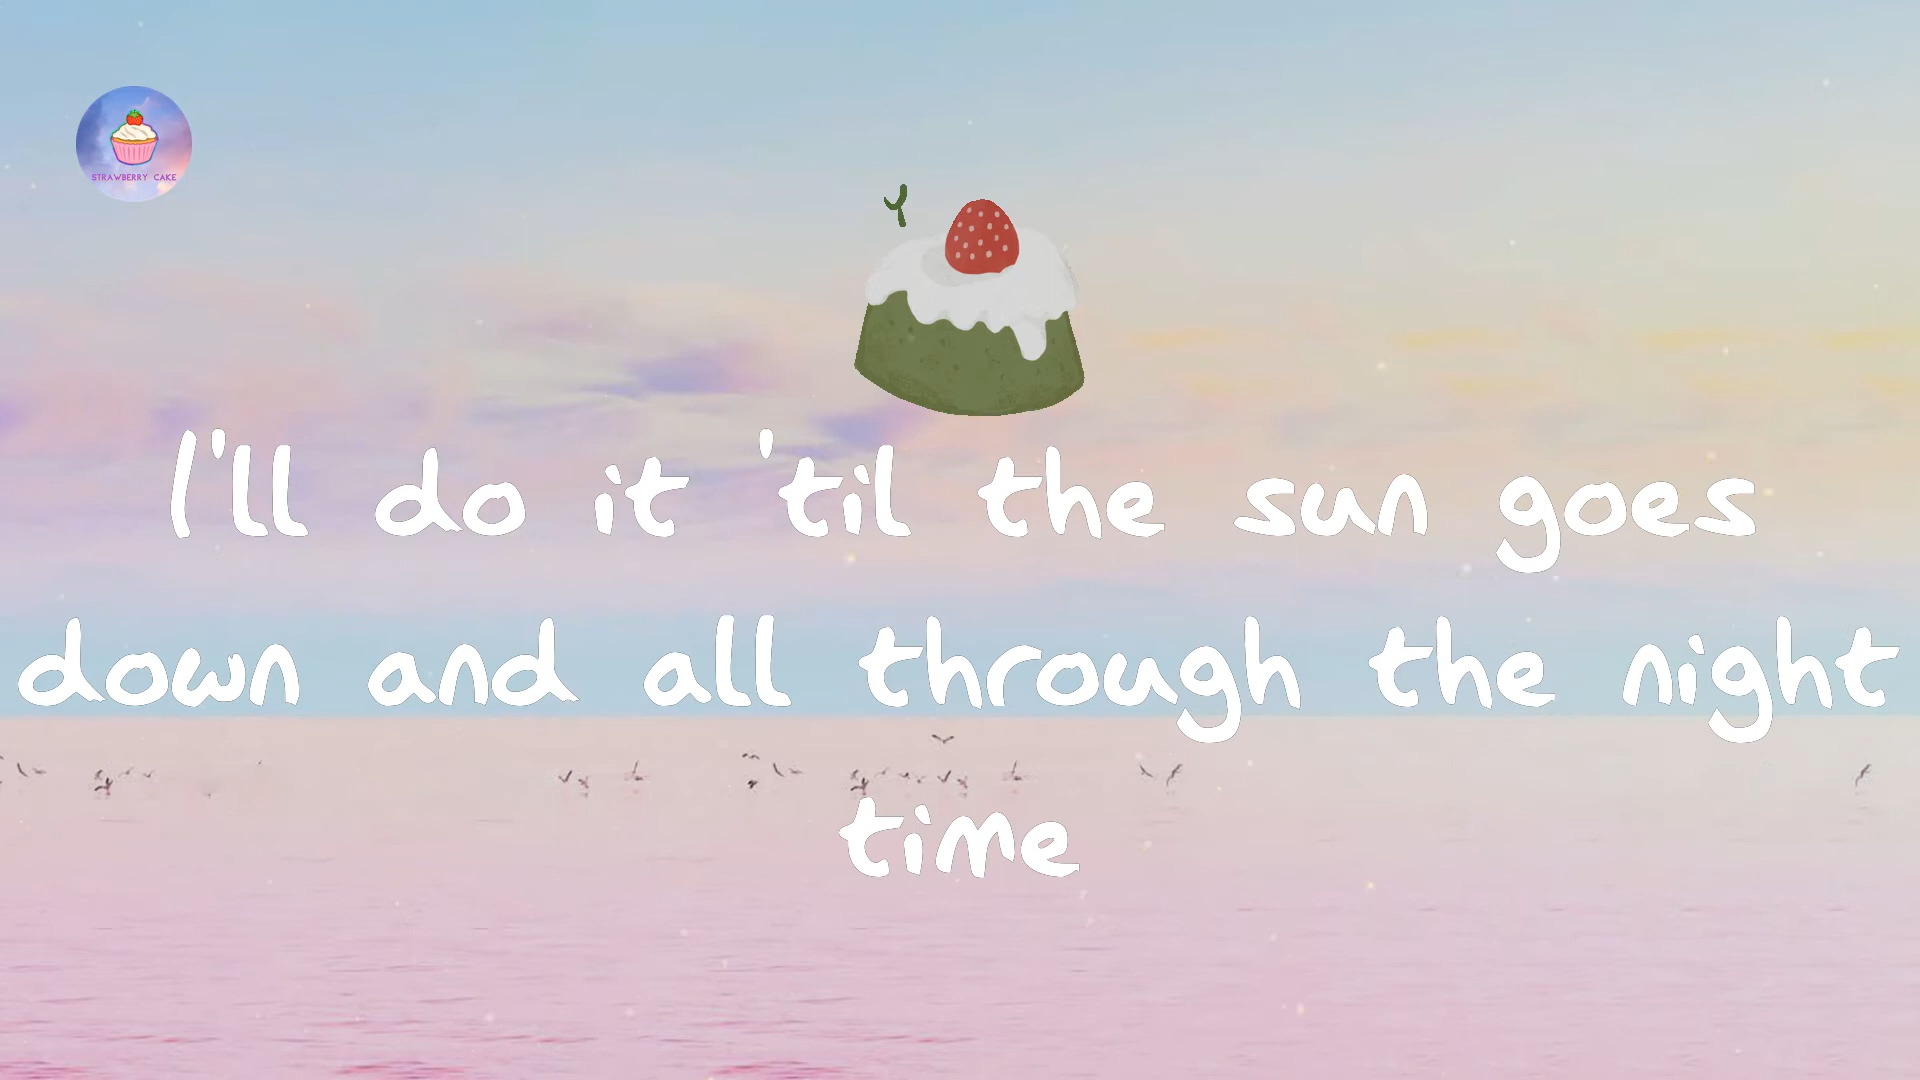 STRAWBERRY CAKE
I'll do it 'til the sun goes
down and all through the night
time